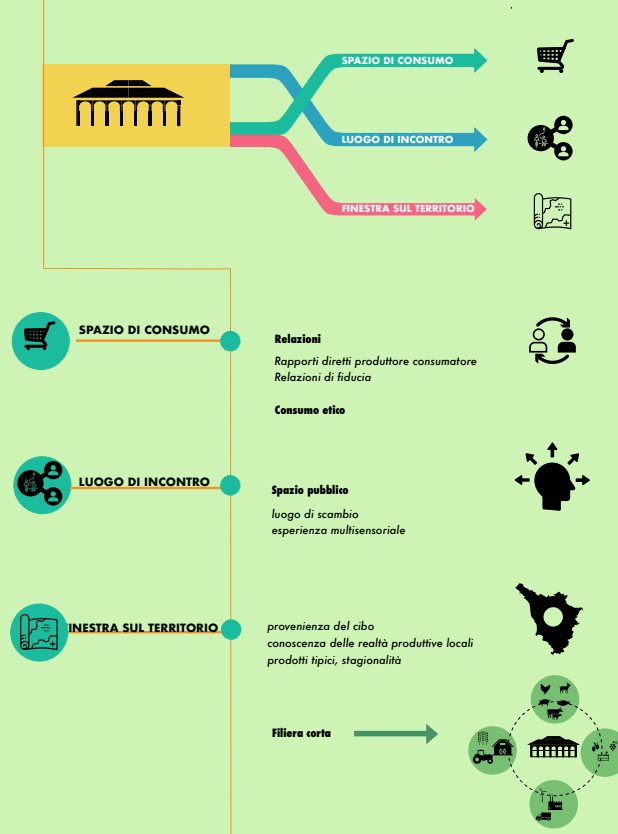 SPAZIO DI CONSUMO
LUOGO DI INCONTRO
FINESTRA SUL TERRITORIO
SPAZIO DI CONSUMO
Relazioni
Rapporti diretti produttore consumatore
Relazioni di fiducia
Consumo etico
LUOGO DI INCONTRO
Spazio pubblico
luogo di scambio
esperienza multisensoriale
FINESTRA SUL TERRITORIO
provenienza del cibo
conoscenza delle realtà produttive locali
prodotti tipici, stagionalità
Filiera corta